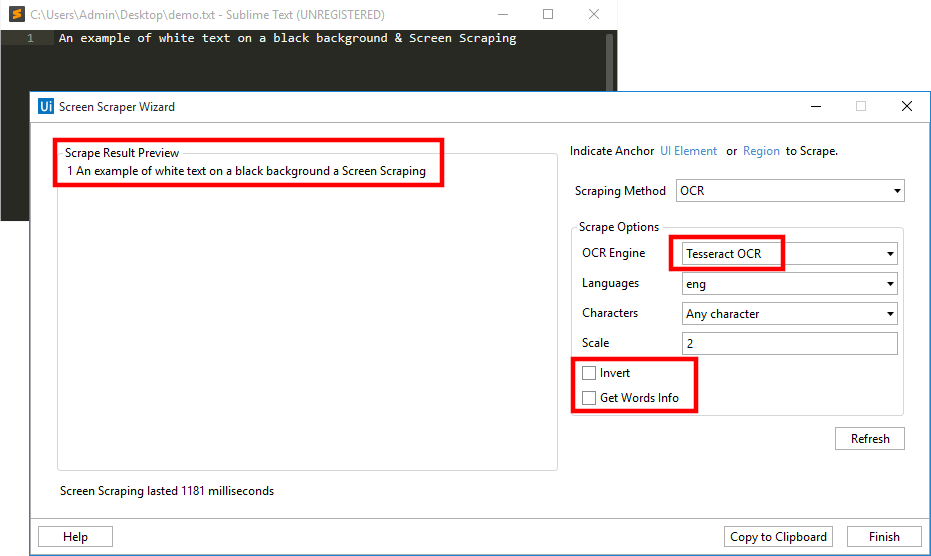 C:\Users\Admin\Desktop\demo.txt - Sublime Text (UNREGISTERED)
1 An example of white text on a black background & Screen Scraping
Ui Screen Scraper Wizard
Scrape Result Preview
1 An example of white text on a black background a Screen Scraping
Indicate Anchor UI Element or Region to Scrape.
Scraping Method OCR
Scrape Options
OCR Engine Tesseract OCR
Languages eng
Characters Any character
Scale 2
Invert
Get Words Info
Refresh
Screen Scraping lasted 1181 milliseconds
Help Copy to Clipboard Finish